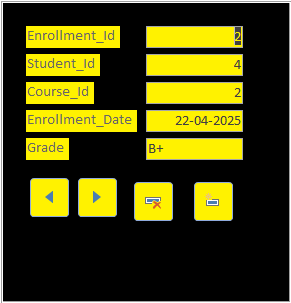 Enrollment_Id 2
Student_Id 4
Course_Id 2
Enrollment_Date 22-04-2025
Grade B+